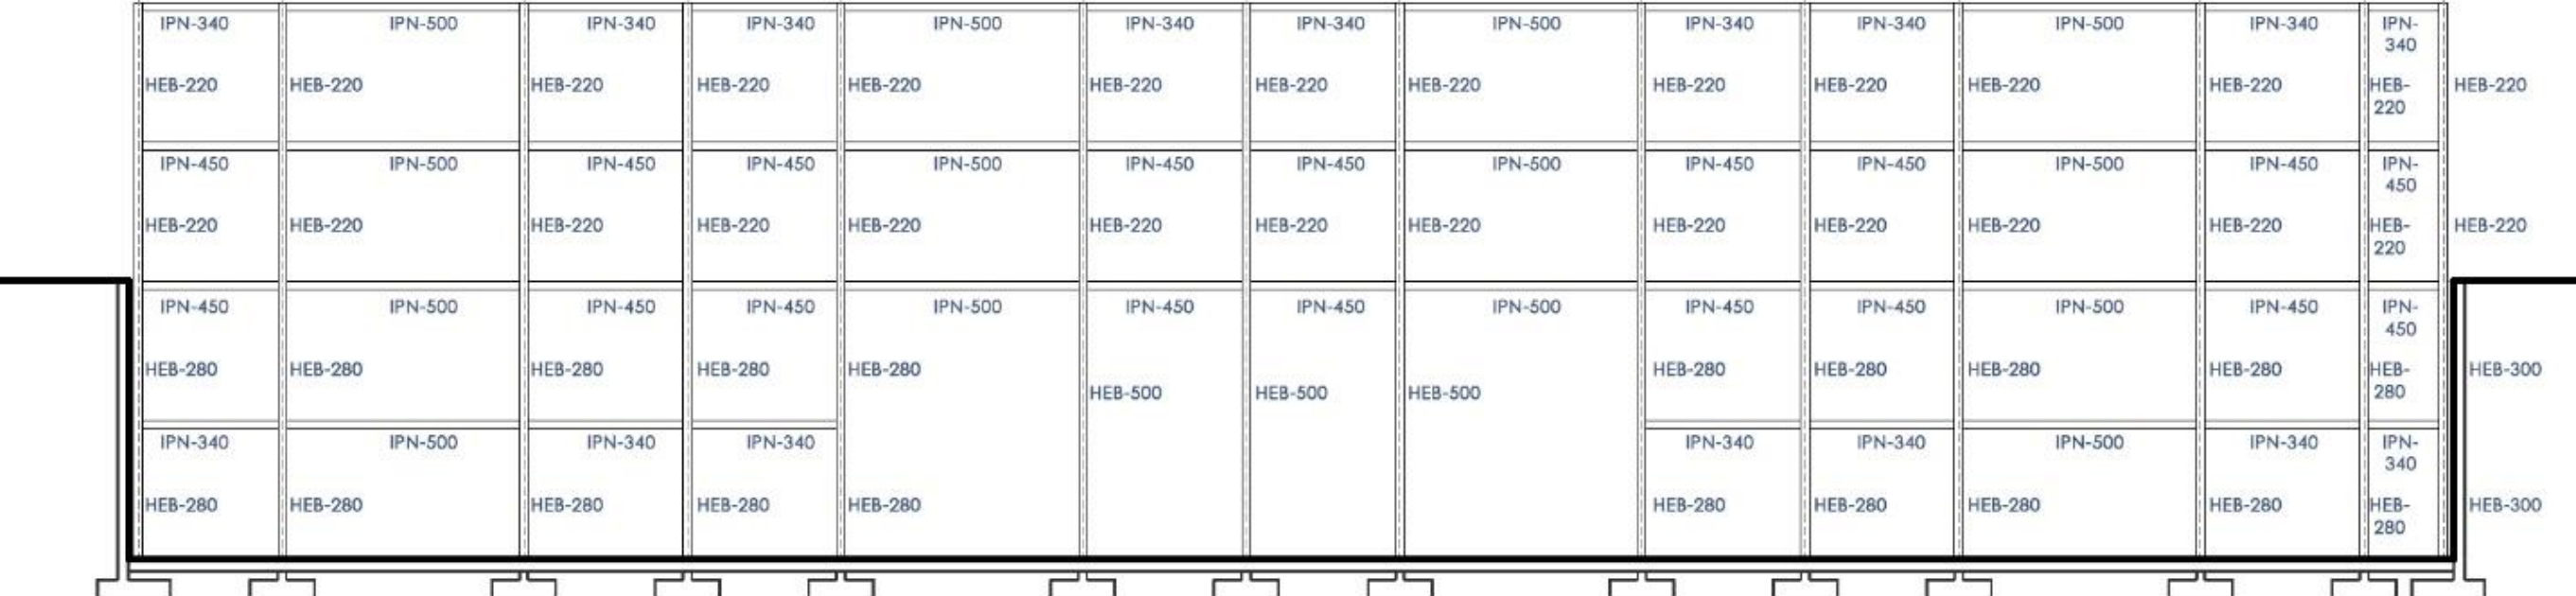 IPN-340 IPN-500 IPN-340 IPN-340 IPN-500 IPN-340 IPN-340 IPN-500 IPN-340 IPN-340 IPN-500 IPN-340 IPN-
340
HEB-220 HEB-220 HEB-220 HEB-220 HEB-220 HEB-220 HEB-220 HEB-220 HEB-220 HEB-220 HEB-220 HEB-220 HEB- HEB-220
220
IPN-450 IPN-500 IPN-450 IPN-450 IPN-500 IPN-450 IPN-450 IPN-500 IPN-450 IPN-450 IPN-500 IPN-450 IPN-
450
HEB-220 HEB-220 HEB-220 HEB-220 HEB-220 HEB-220 HEB-220 HEB-220 HEB-220 HEB-220 HEB-220 HEB-220 HEB- HEB-220
220
IPN-450 IPN-500 IPN-450 IPN-450 IPN-500 IPN-450 IPN-450 IPN-500 IPN-450 IPN-450 IPN-500 IPN-450 IPN-
450
HEB-280 HEB-280 HEB-280 HEB-280 HEB-280 HEB-280 HEB-280 HEB-280 HEB-280 HEB- HEB-300
280
HEB-500 HEB-500 HEB-500
IPN-340 IPN-500 IPN-340 IPN-340 IPN-340 IPN-340 IPN-500 IPN-340 IPN-
340
HEB-280 HEB-280 HEB-280 HEB-280 HEB-280 HEB-280 HEB-280 HEB-280 HEB-280 HEB- HEB-300
280